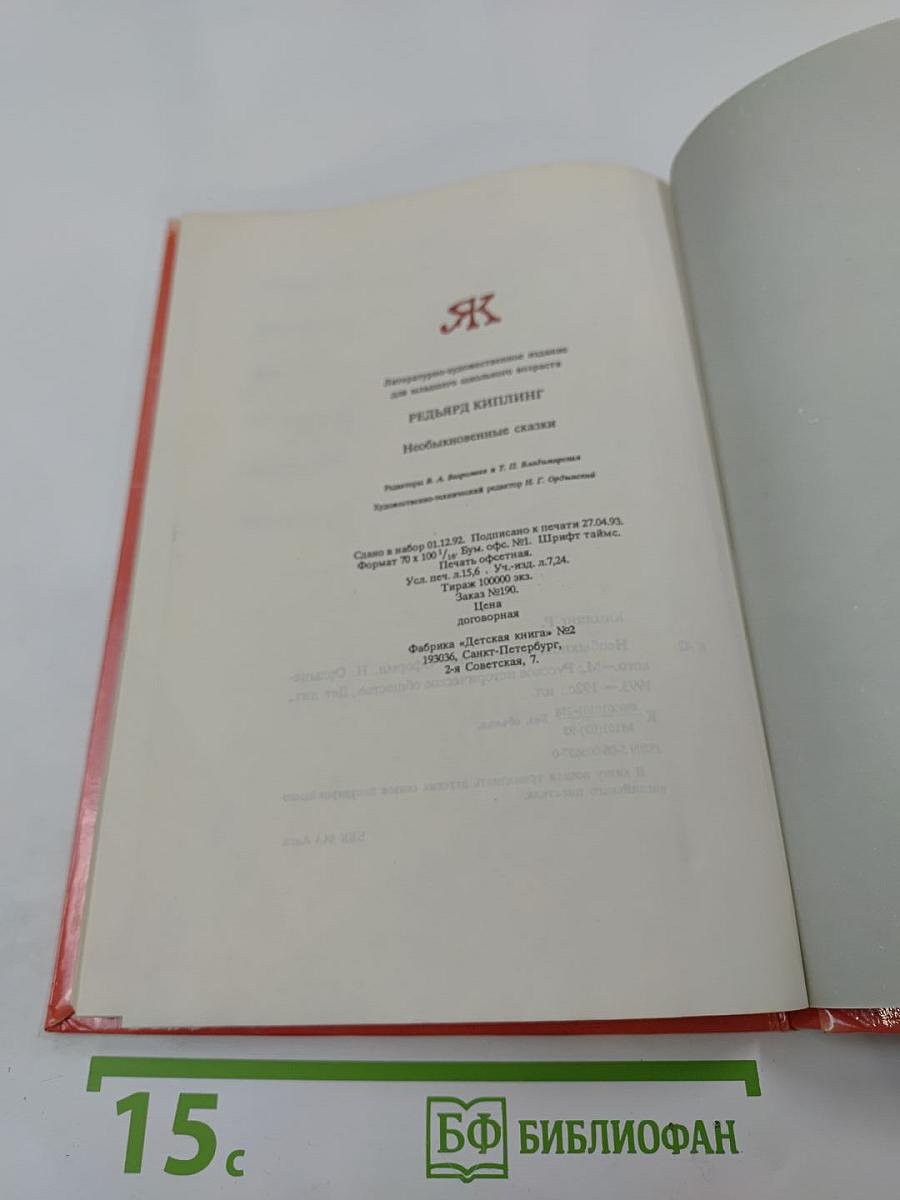 ЯК
Литературно-художественное издание
для младшего школьного возраста
РЕДЬЯРД КИПЛИНГ
Необыкновенные сказки
Редакторы В. А. и Т. П. Владимирская
Художественно-технический редактор Н. Г. Ордынский
Сдано в набор 01.12.92. Подписано к печати 27.04.93.
Формат 70 х 100 1/16. Бум. офс. №1. Шрифт таймс.
Печать офсетная.
Усл. печ. л.15,6 . Уч.-изд. л.7,24.
Тираж 100000 экз.
Заказ №190.
Цена
договорная
Фабрика «Детская книга» №2
193036, Санкт-Петербург,
2-я Советская, 7.
15 с
БФ БИБЛИОФАН